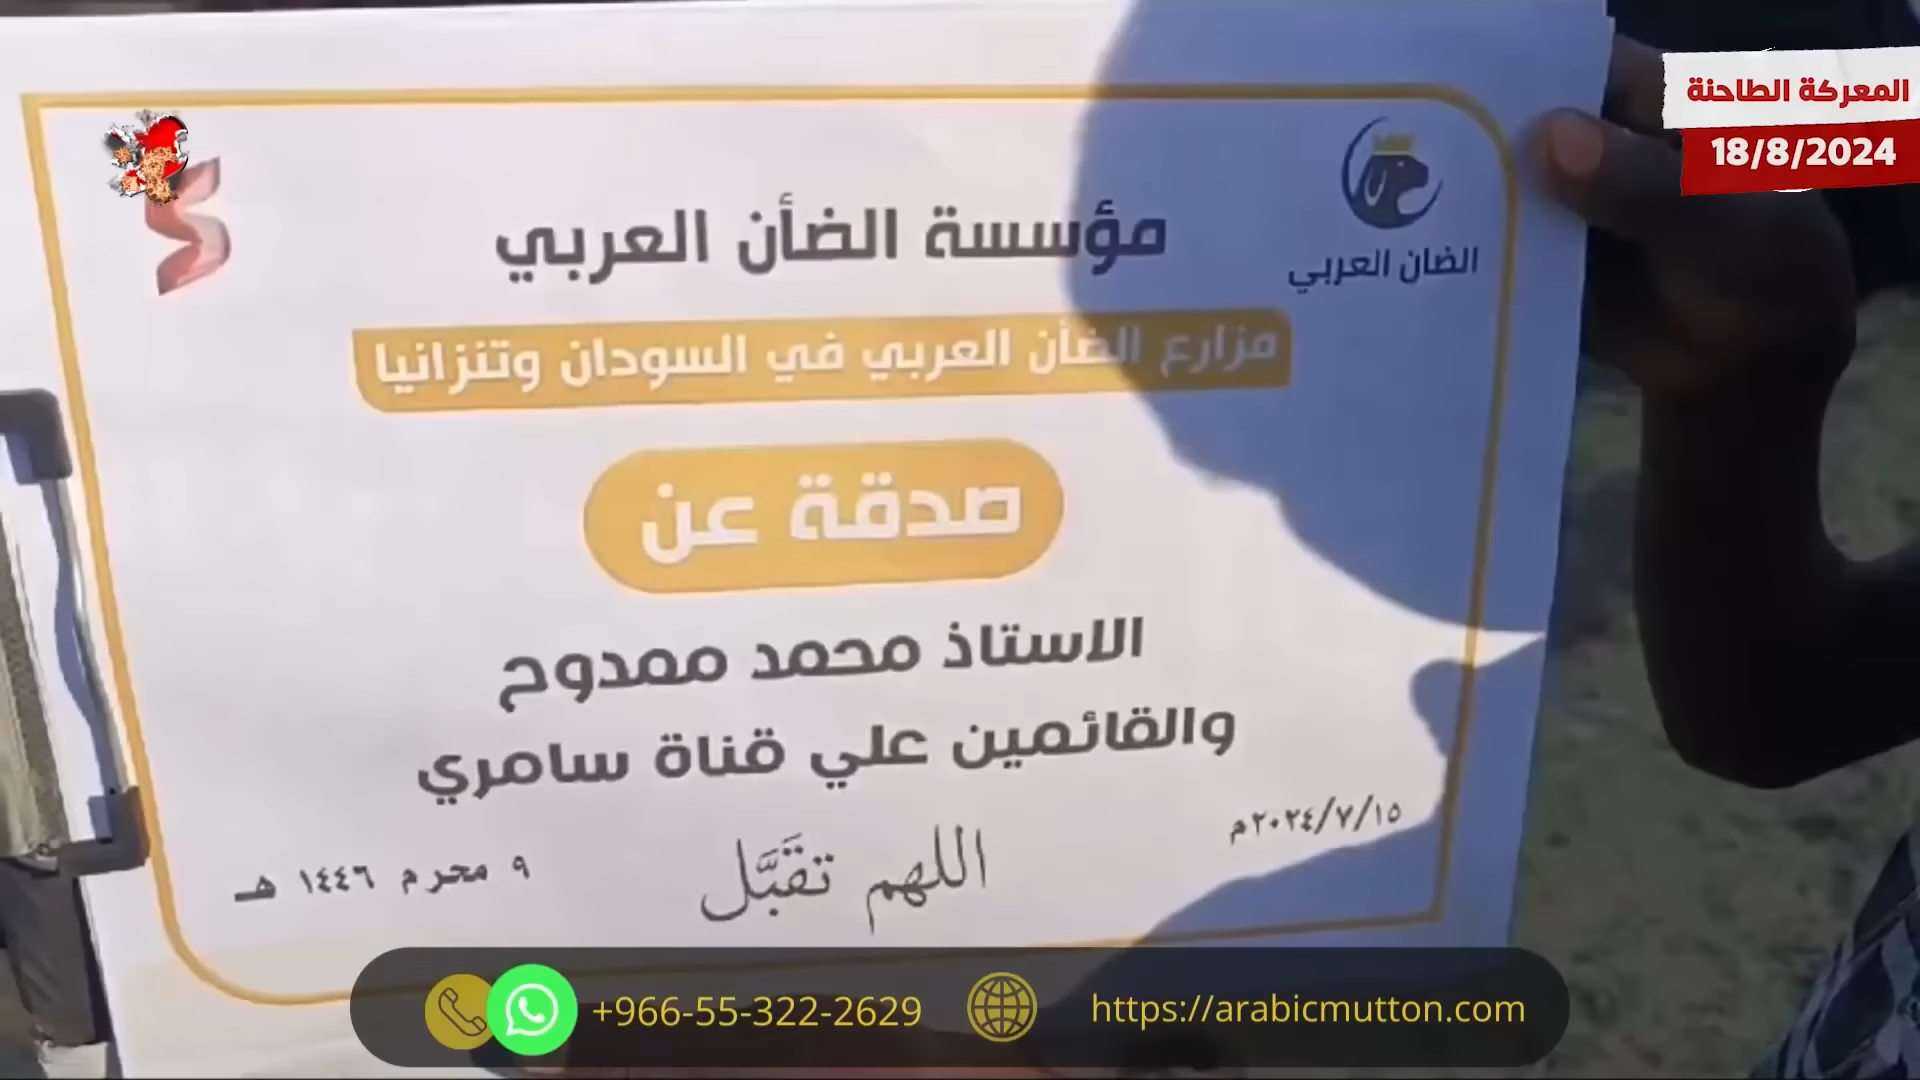 المعركة الطاحنة
18/8/2024
الضان العربي
مؤسسة الضأن العربي
مزارع الضأن العربي في السودان وتنزانيا
صدقة عن
الاستاذ محمد ممدوح
والقائمين علي قناة سامري
٢٠٢٤/٧/١٥م
اللهم تقَبَّل
٩ محرم ١٤٤٦ هـ
+966-55-322-2629
https://arabicmutton.com